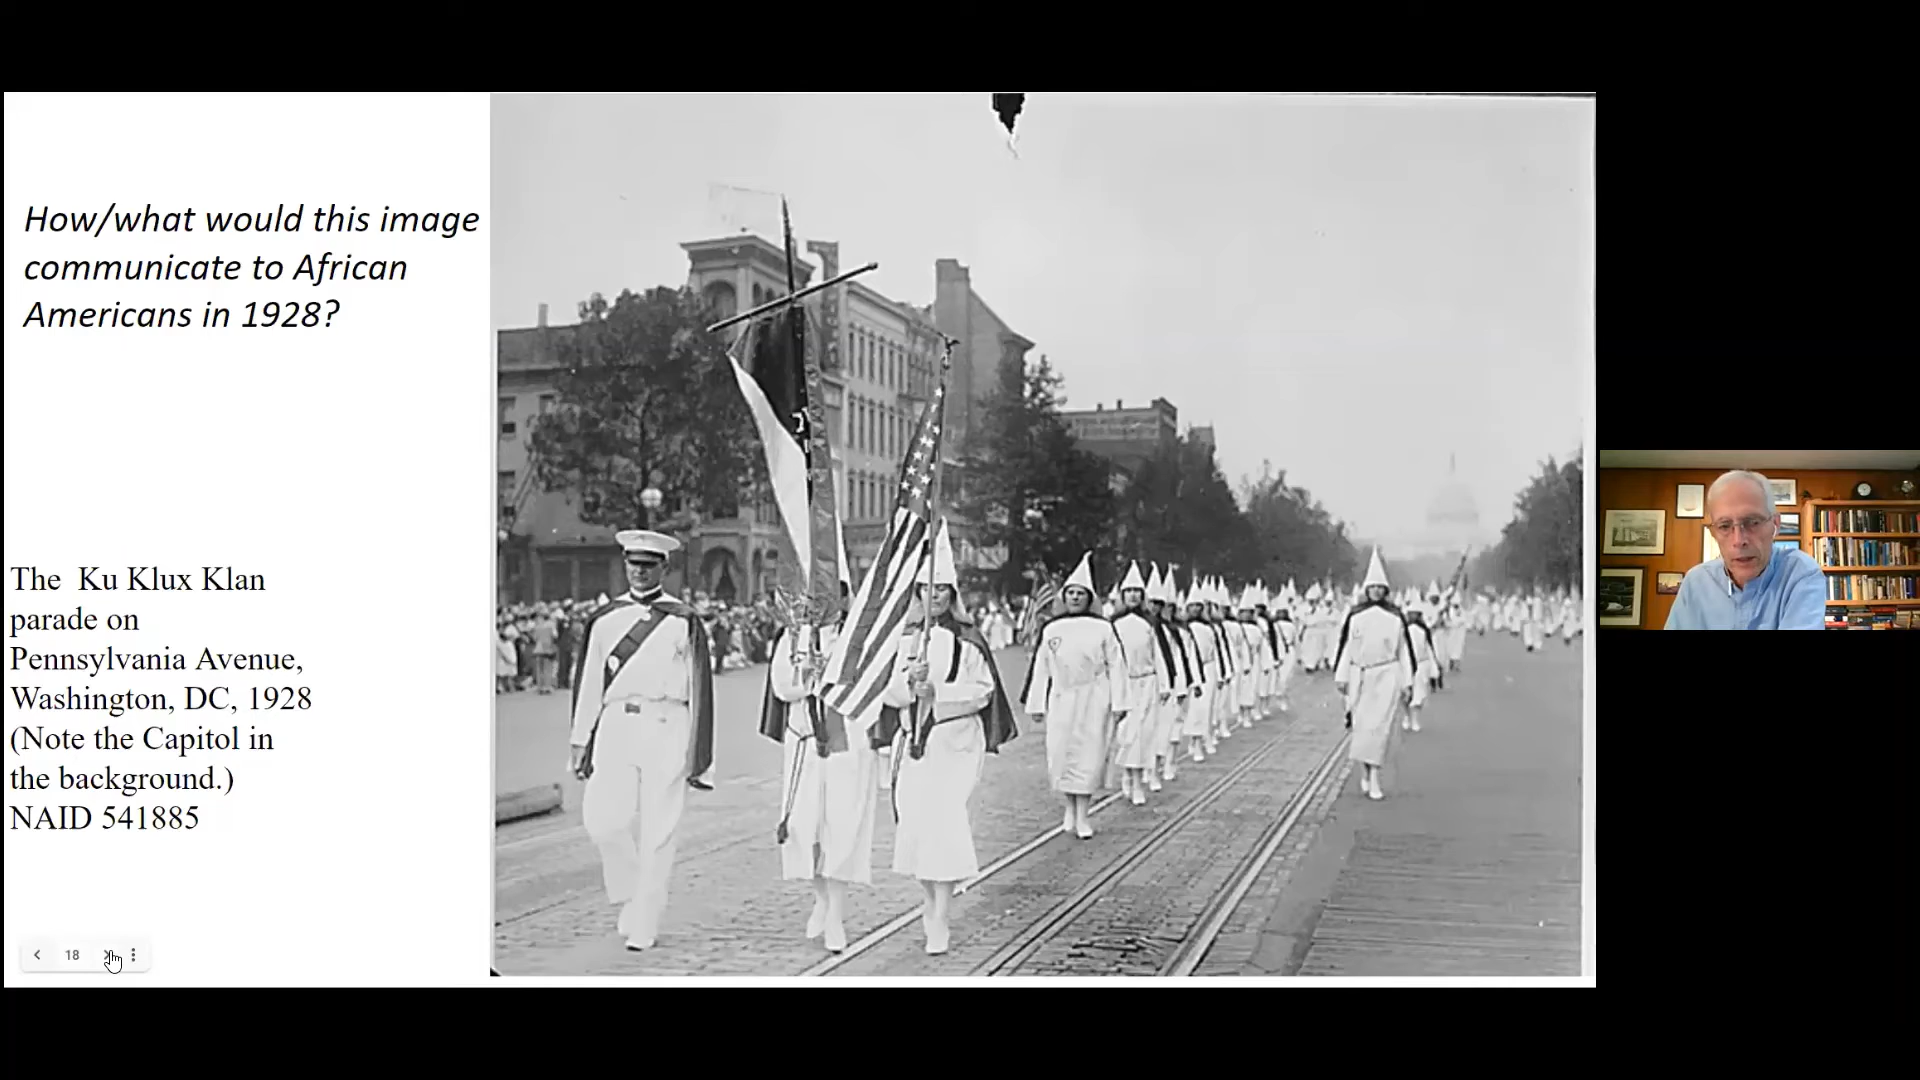 How/what would this image
communicate to African
Americans in 1928?
The Ku Klux Klan
parade on
Pennsylvania Avenue,
Washington, DC, 1928
(Note the Capitol in
the background.)
NAID 541885
18